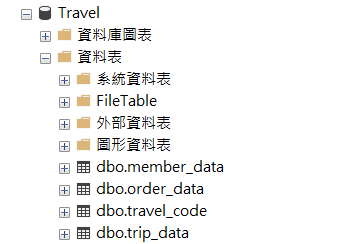 Travel
資料庫圖表
資料表
系統資料表
FileTable
外部資料表
圖形資料表
dbo.member_data
dbo.order_data
dbo.travel_code
dbo.trip_data